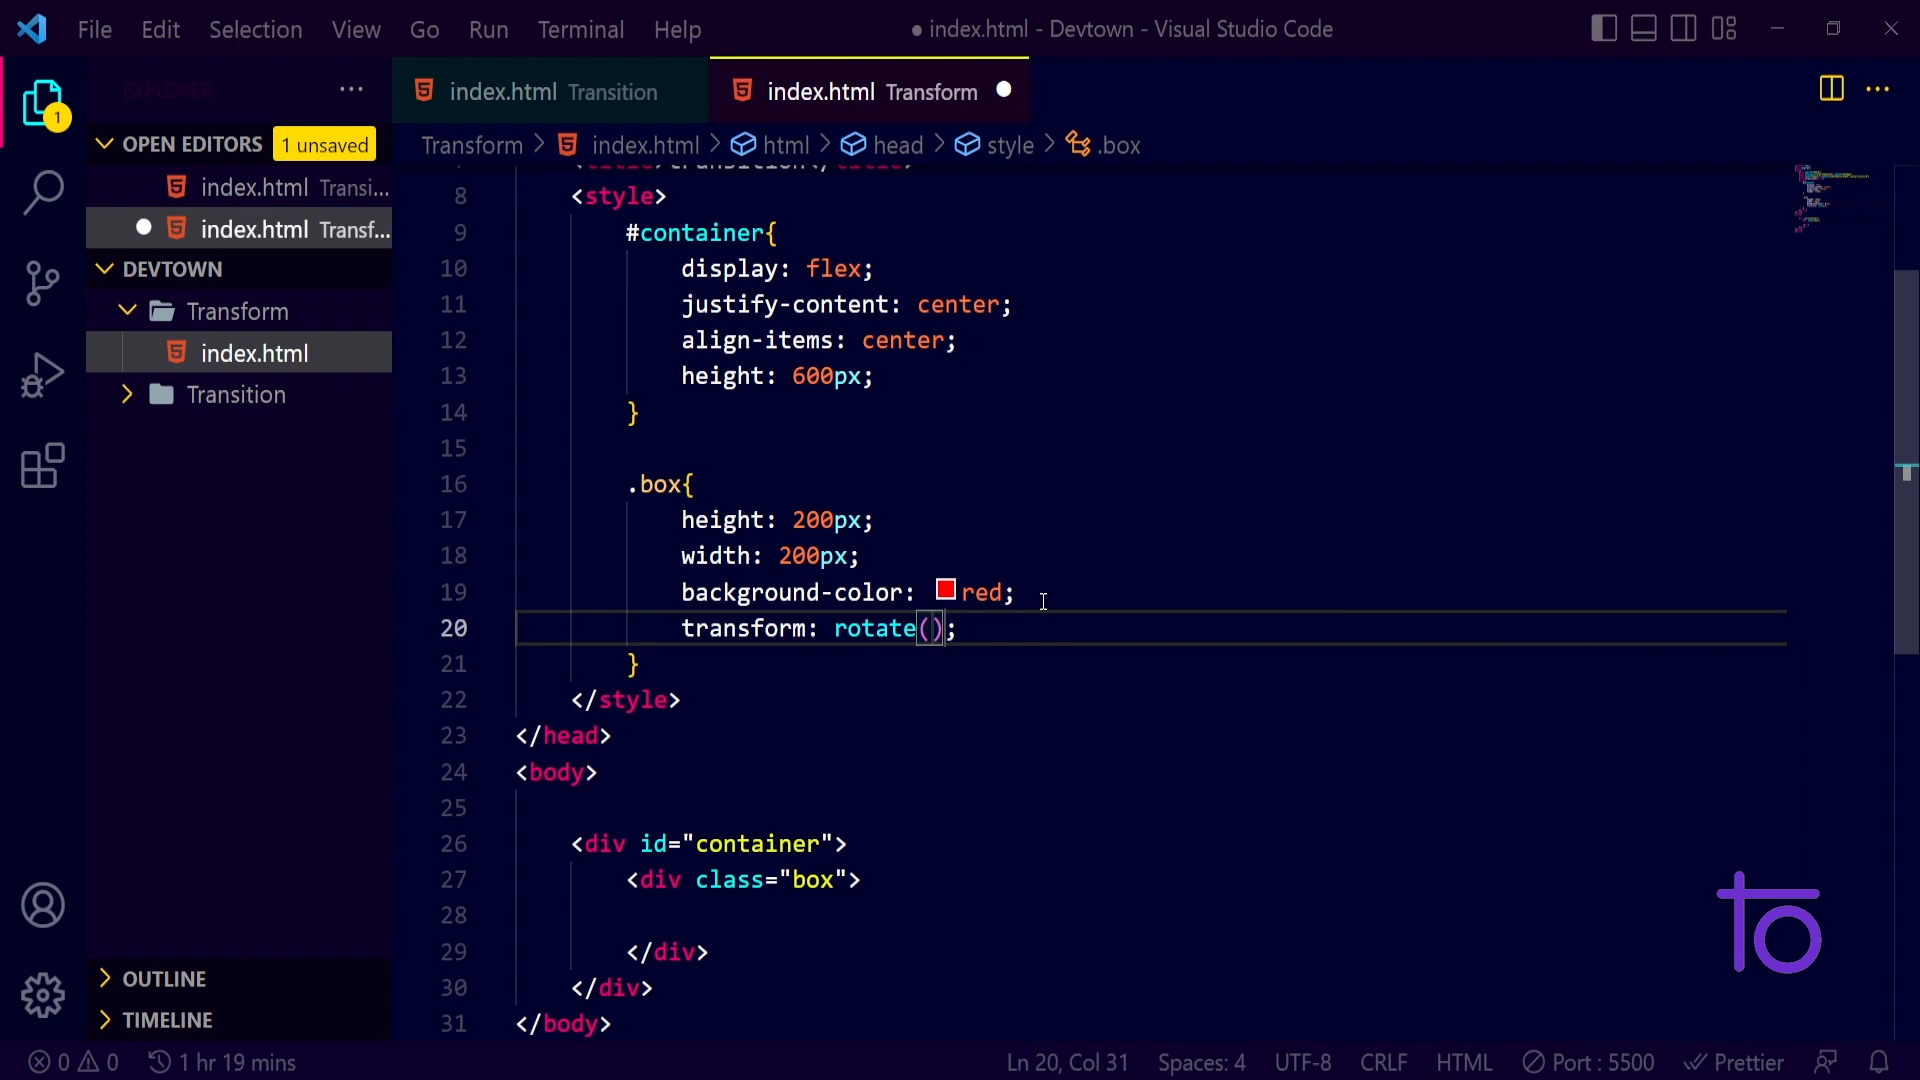 File Edit Selection View Go Run Terminal Help
● index.html - Devtown - Visual Studio Code
EXPLORER
1
OPEN EDITORS 1 unsaved
index.html Transi...
index.html Transf...
DEVTOWN
Transform
index.html
Transition
OUTLINE
TIMELINE
index.html Transition
index.html Transform
Transform > index.html > html > head > style > .box
8 <style>
9 #container{
10 display: flex;
11 justify-content: center;
12 align-items: center;
13 height: 600px;
14 }
15
16 .box{
17 height: 200px;
18 width: 200px;
19 background-color: red;
20 transform: rotate();
21 }
22 </style>
23 </head>
24 <body>
25
26 <div id="container">
27 <div class="box">
28
29 </div>
30 </div>
31 </body>
0 0 1 hr 19 mins
Ln 20, Col 31 Spaces: 4 UTF-8 CRLF HTML Port : 5500 Prettier